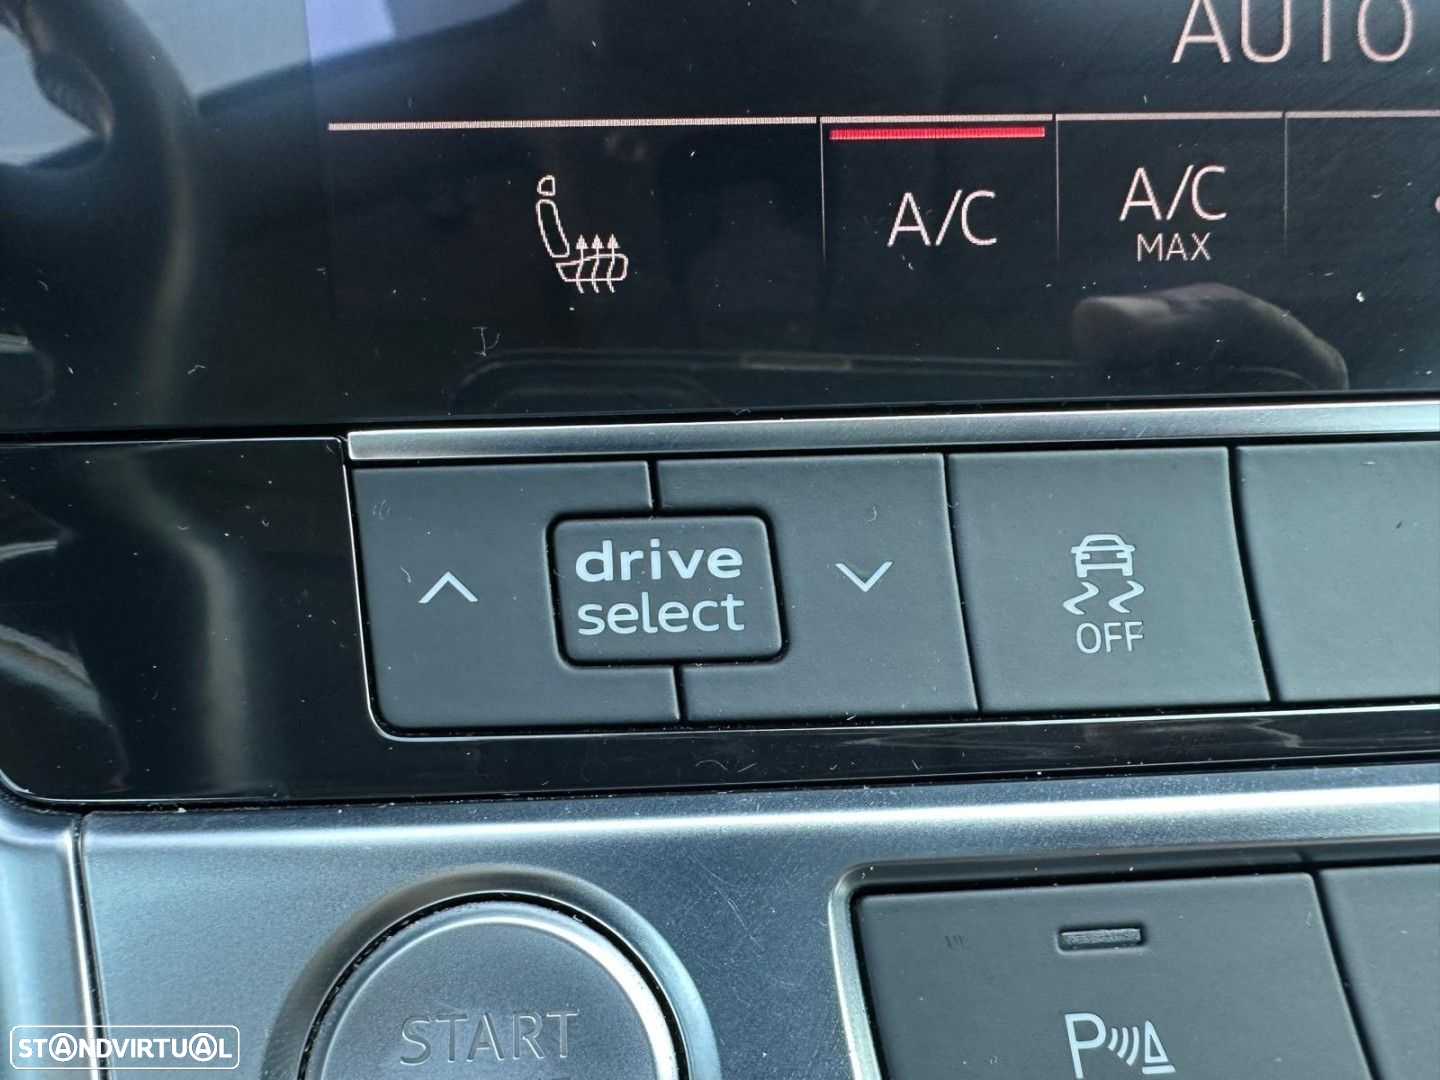 AUTO
A/C
A/C
MAX
drive
select
OFF
START
P
STANDVIRTUAL